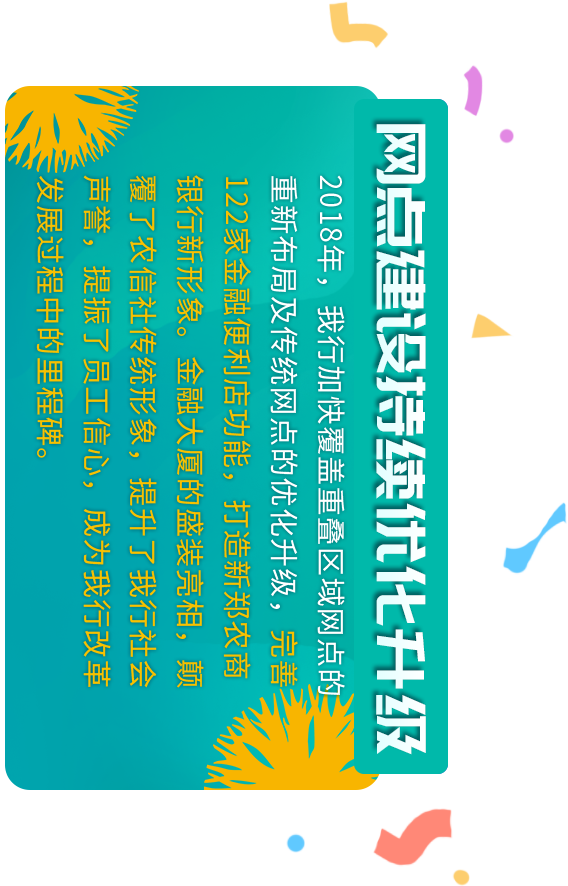 网点建设持续优化升级
2018年，我行加快覆盖重叠区域网点的
重新布局及传统网点的优化升级，完善
122家金融便利店功能，打造新郑农商
银行新形象。金融大厦的盛装亮相，颠
覆了农信社传统形象，提升了我行社会
声誉，提振了员工信心，成为我行改革
发展过程中的里程碑。